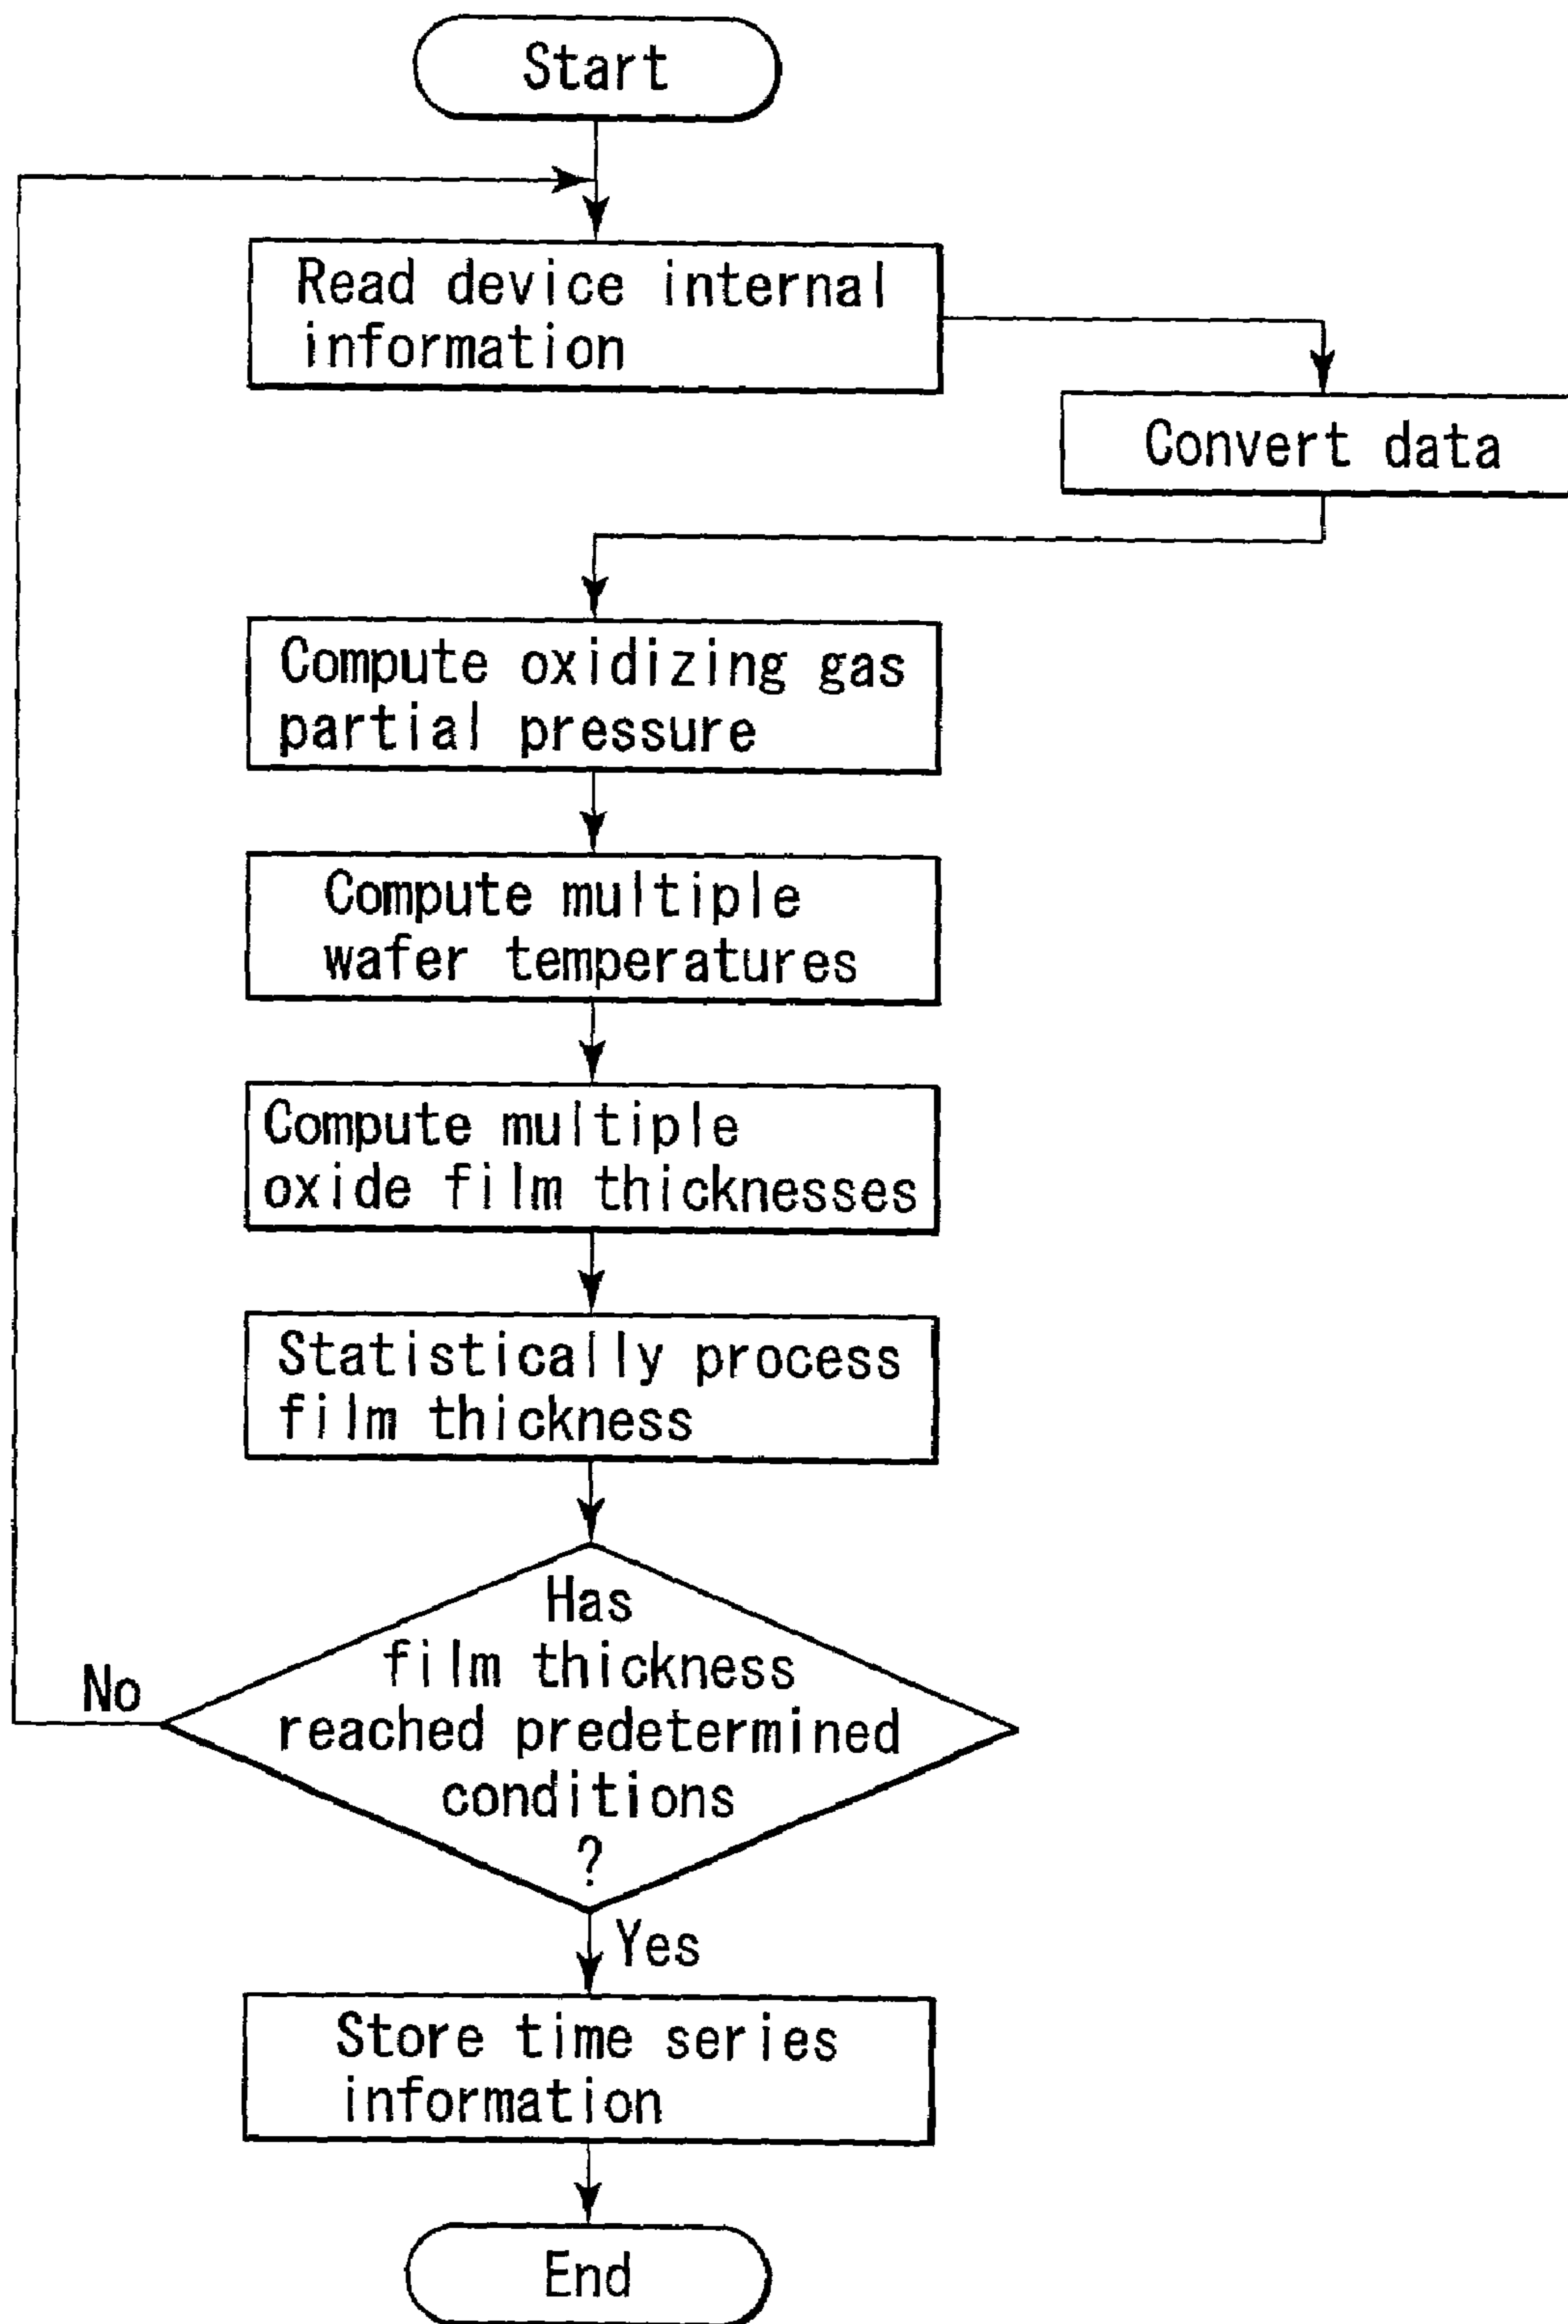 Start
Read device internal
information
Convert data
Compute oxidizing gas
partial pressure
Compute multiple
wafer temperatures
Compute multiple
oxide film thicknesses
Statistically process
film thickness
Has
film thickness
reached predetermined
conditions
?
No
Yes
Store time series
information
End